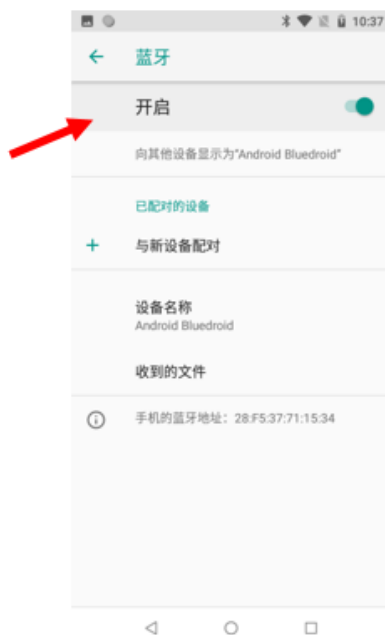 10:37
蓝牙
开启
向其他设备显示为"Android Bluedroid"
已配对的设备
与新设备配对
设备名称
Android Bluedroid
收到的文件
手机的蓝牙地址：28:F5:37:71:15:34